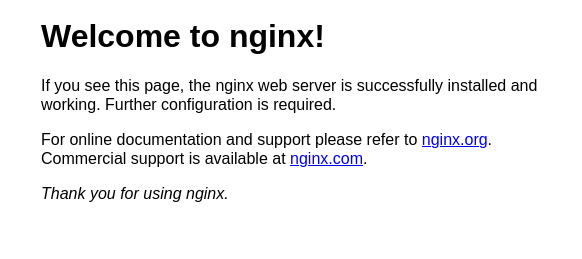 Welcome to nginx!
If you see this page, the nginx web server is successfully installed and
working. Further configuration is required.
For online documentation and support please refer to nginx.org.
Commercial support is available at nginx.com.
Thank you for using nginx.